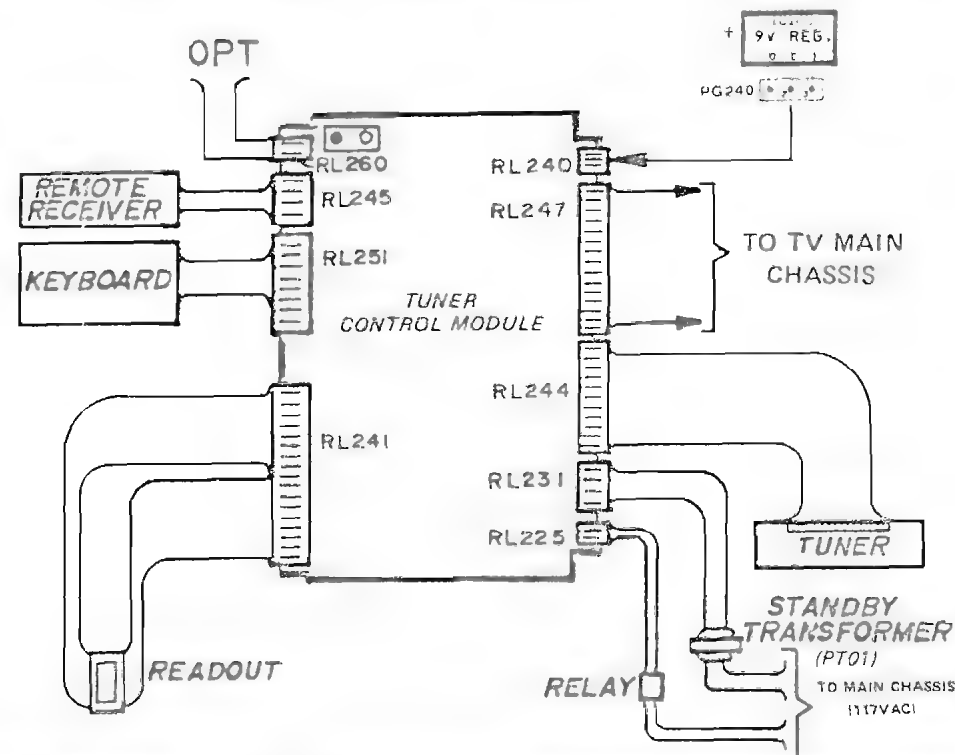 OPT
+
9V REG.
PG240
RL260
RL240
REMOTE
RECEIVER
RL245
RL247
KEYBOARD
RL251
TO TV MAIN
CHASSIS
TUNER
CONTROL MODULE
RL244
RL241
RL231
RL225
TUNER
STANDBY
TRANSFORMER
(PT01)
READOUT
RELAY
TO MAIN CHASSIS
(117VAC)